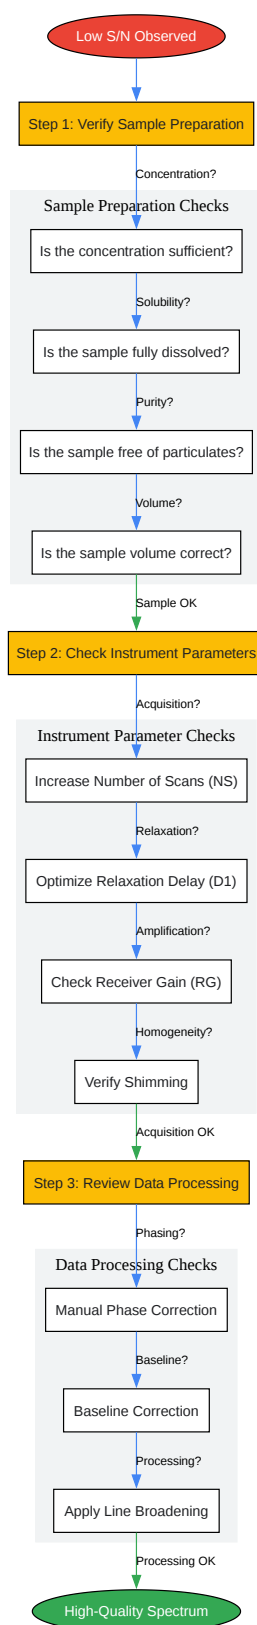 Low S/N Observed
Step 1: Verify Sample Preparation
Concentration?
Sample Preparation Checks
Is the concentration sufficient?
Solubility?
Is the sample fully dissolved?
Purity?
Is the sample free of particulates?
Volume?
Is the sample volume correct?
Sample OK
Step 2: Check Instrument Parameters
Acquisition?
Instrument Parameter Checks
Increase Number of Scans (NS)
Relaxation?
Optimize Relaxation Delay (D1)
Amplification?
Check Receiver Gain (RG)
Homogeneity?
Verify Shimming
Acquisition OK
Step 3: Review Data Processing
Phasing?
Data Processing Checks
Manual Phase Correction
Baseline?
Baseline Correction
Processing?
Apply Line Broadening
Processing OK
High-Quality Spectrum